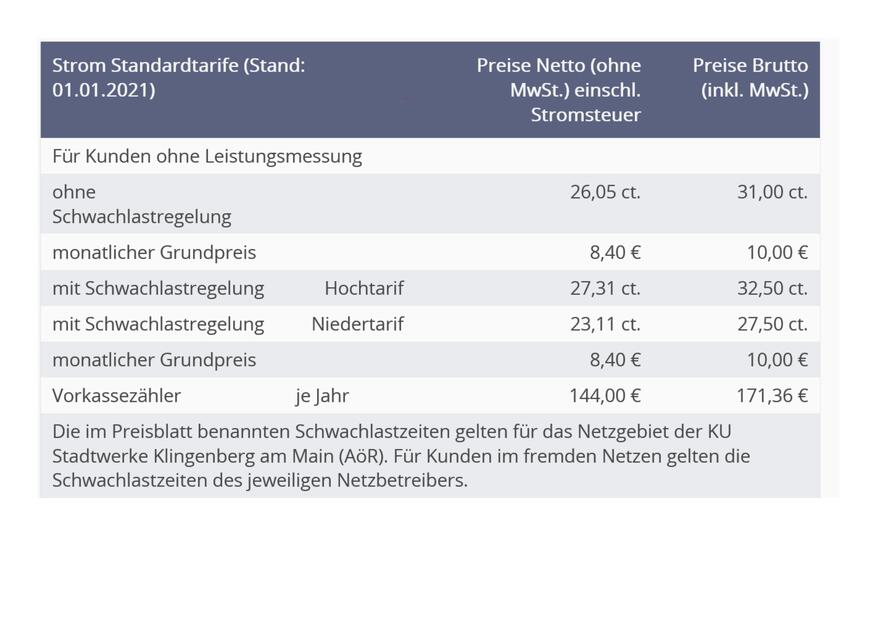 Strom Standardtarife (Stand: 01.01.2021) Preise Netto (ohne MwSt.) einschl. Stromsteuer Preise Brutto (inkl. MwSt.)
Für Kunden ohne Leistungsmessung
ohne Schwachlastregelung 26,05 ct. 31,00 ct.
monatlicher Grundpreis 8,40 € 10,00 €
mit Schwachlastregelung Hochtarif 27,31 ct. 32,50 ct.
mit Schwachlastregelung Niedertarif 23,11 ct. 27,50 ct.
monatlicher Grundpreis 8,40 € 10,00 €
Vorkassezähler je Jahr 144,00 € 171,36 €
Die im Preisblatt benannten Schwachlastzeiten gelten für das Netzgebiet der KU
Stadtwerke Klingenberg am Main (AöR). Für Kunden im fremden Netzen gelten die
Schwachlastzeiten des jeweiligen Netzbetreibers.